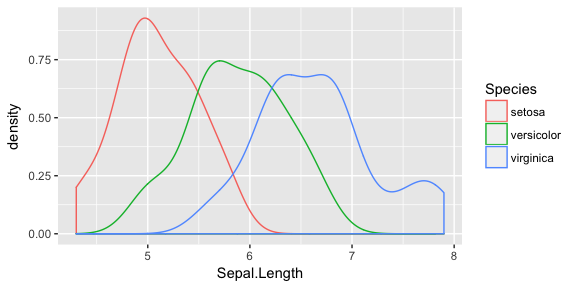 0.75
0.50
0.25
0.00
density
5 6 7 8
Sepal.Length
Species
setosa
versicolor
virginica